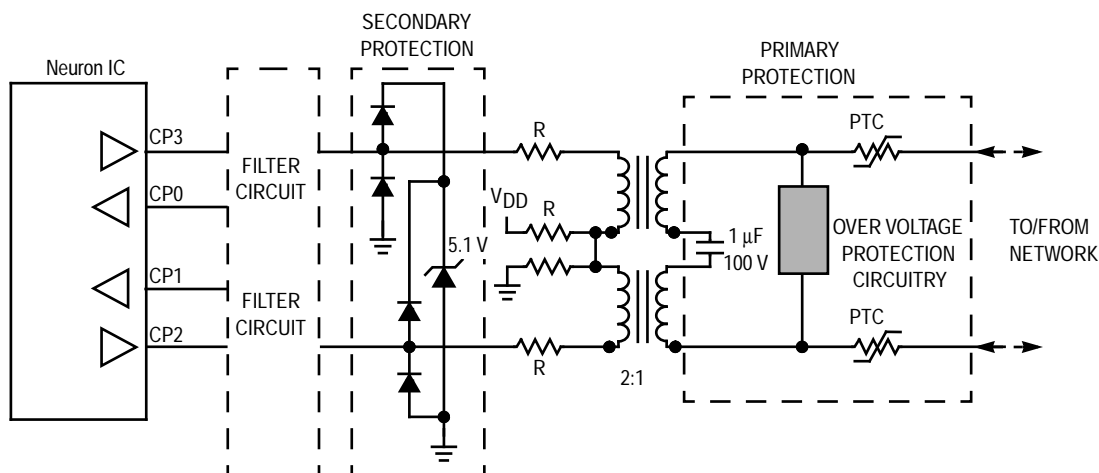 SECONDARY
PROTECTION
PRIMARY
PROTECTION
Neuron IC
CP3
CP0
CP1
CP2
FILTER
CIRCUIT
FILTER
CIRCUIT
5.1 V
R
VDD
R
R
2:1
1 μF
100 V
PTC
OVER VOLTAGE
PROTECTION
CIRCUITRY
PTC
TO/FROM
NETWORK